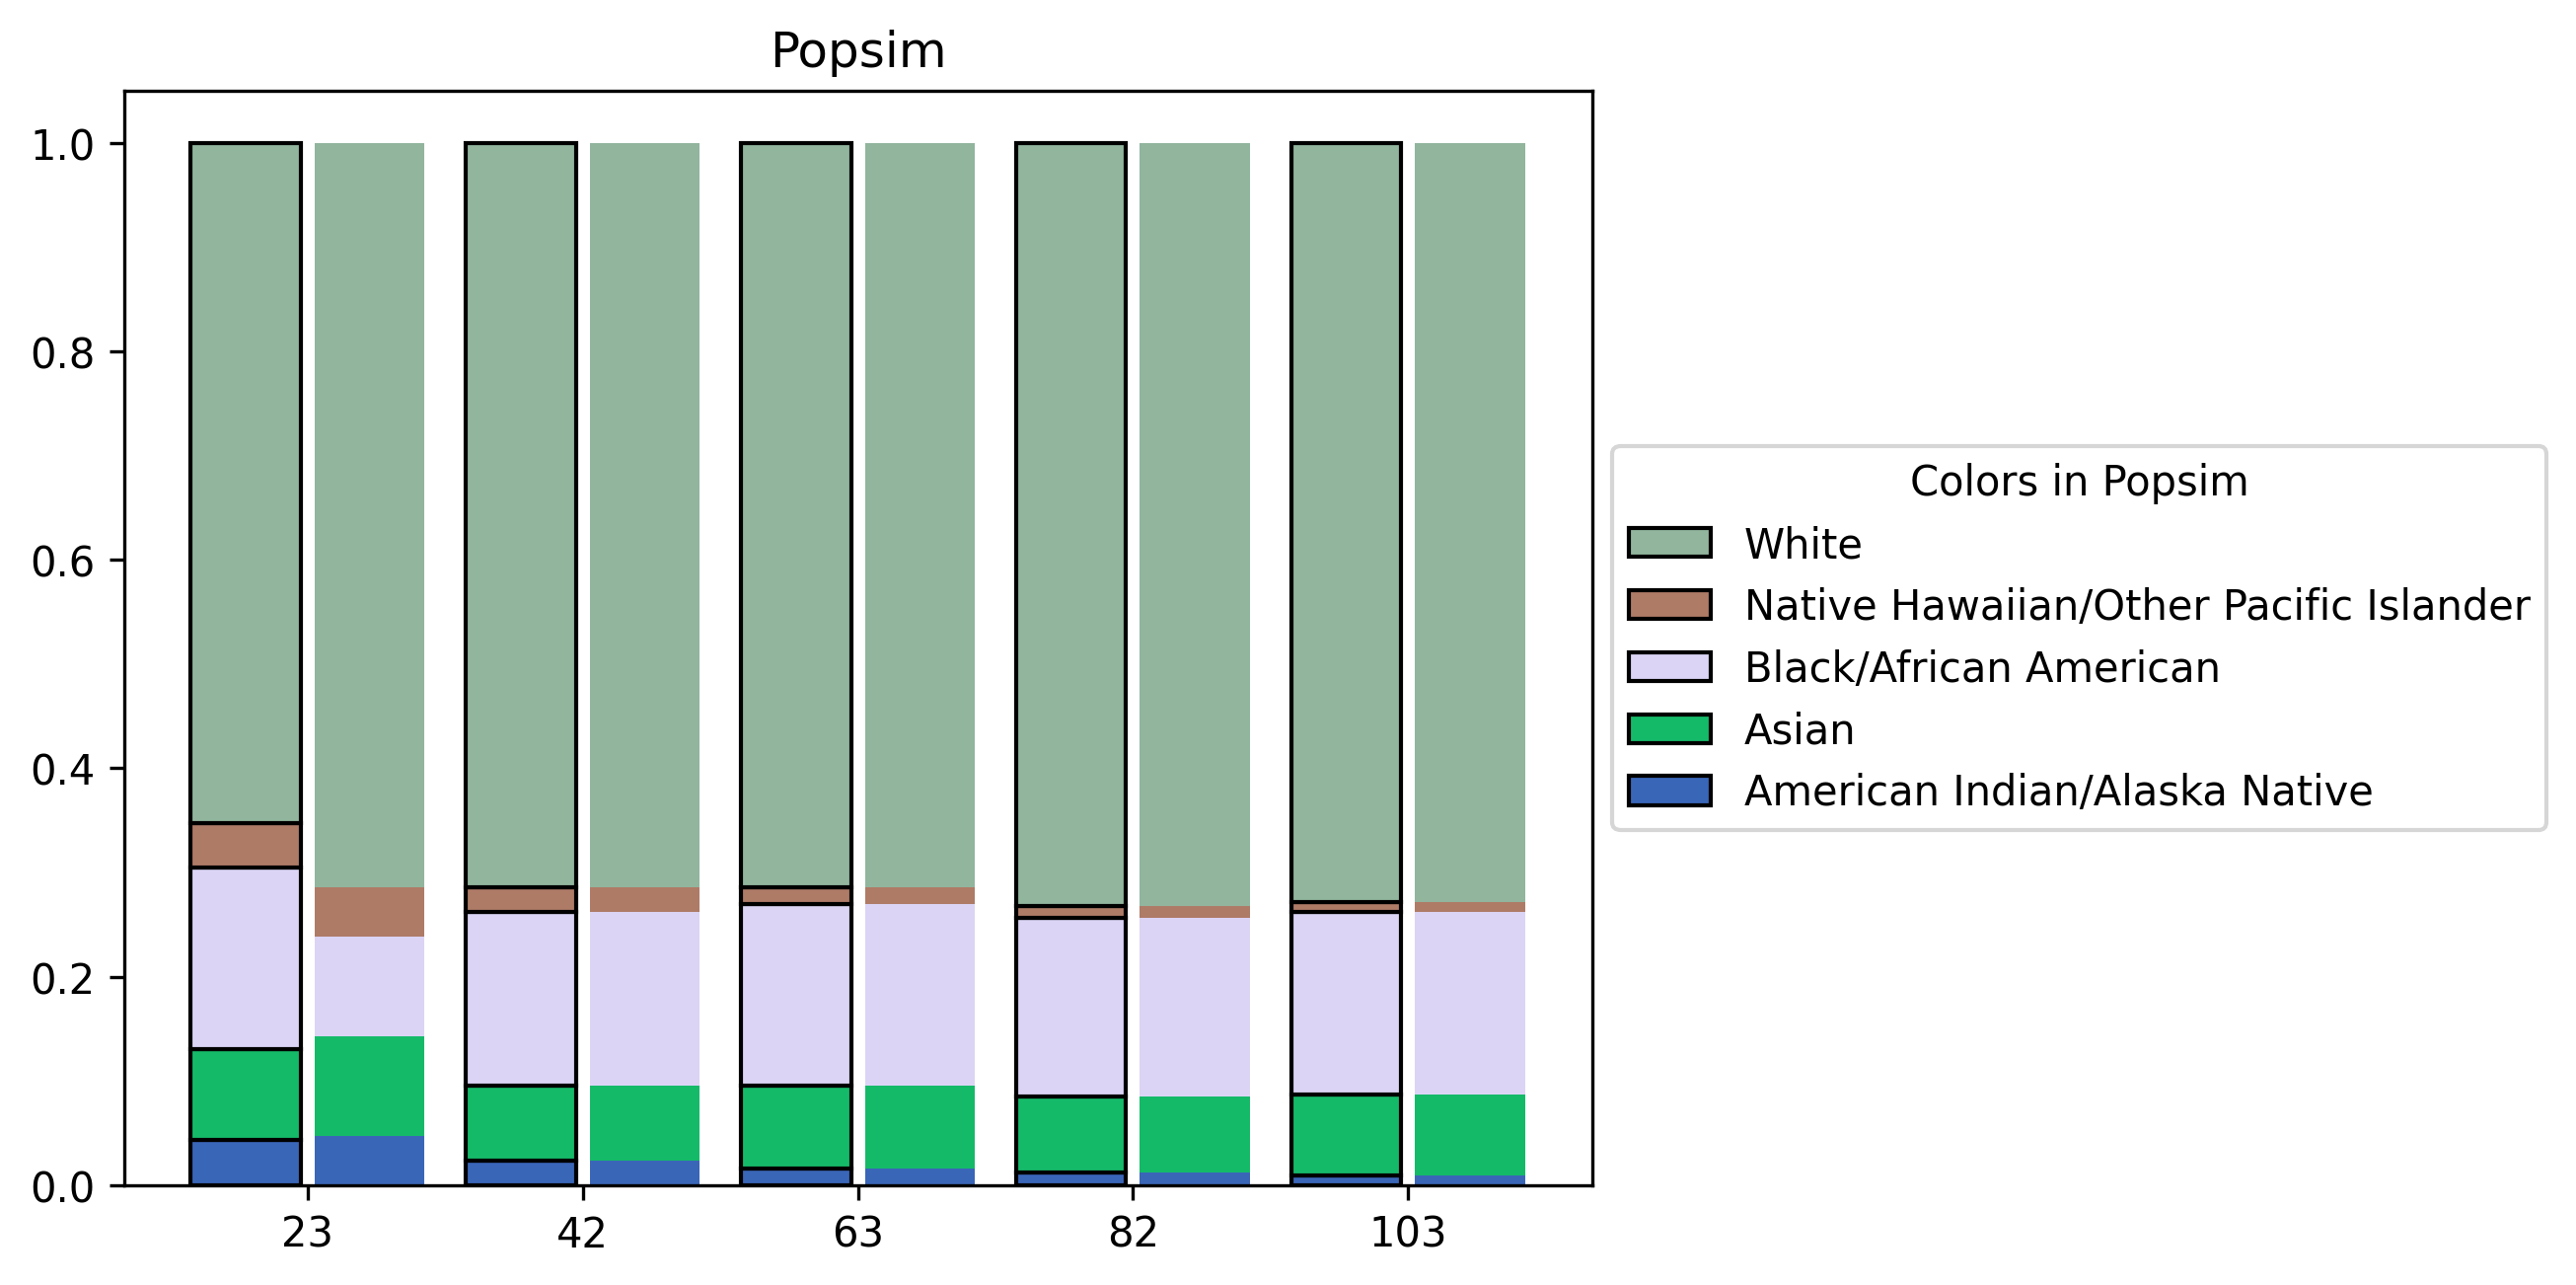 Popsim
1.0
0.8
0.6
0.4
0.2
0.0
23 42 63 82 103
Colors in Popsim
White
Native Hawaiian/Other Pacific Islander
Black/African American
Asian
American Indian/Alaska Native